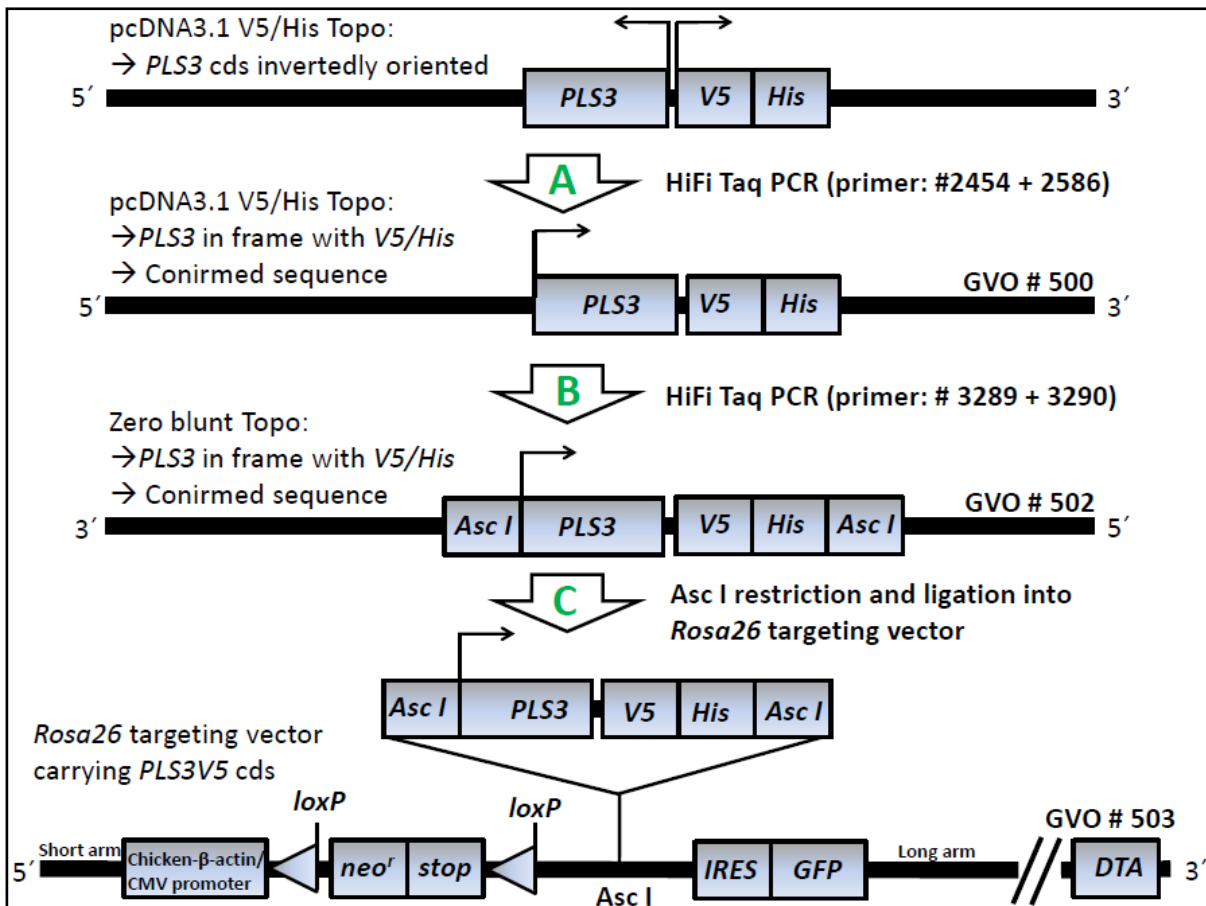 pcDNA3.1 V5/His Topo:
→ PLS3 cds invertedly oriented
5´ PLS3 V5 His 3´
A HiFi Taq PCR (primer: #2454 + 2586)
pcDNA3.1 V5/His Topo:
→PLS3 in frame with V5/His
→ Conirmed sequence
GVO # 500
5´ PLS3 V5 His 3´
B HiFi Taq PCR (primer: # 3289 + 3290)
Zero blunt Topo:
→PLS3 in frame with V5/His
→ Conirmed sequence
GVO # 502
3´ Asc I PLS3 V5 His Asc I 5´
C Asc I restriction and ligation into
Rosa26 targeting vector
Asc I PLS3 V5 His Asc I
Rosa26 targeting vector
carrying PLS3V5 cds
loxP loxP
GVO # 503
5´ Short arm Chicken-β-actin/
CMV promoter
neoʳ stop Asc I IRES GFP Long arm DTA 3´